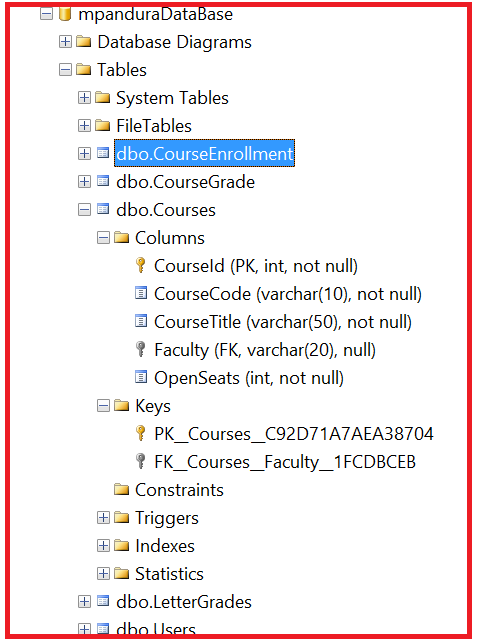 mpanduraDataBase
Database Diagrams
Tables
System Tables
FileTables
dbo.CourseEnrollment
dbo.CourseGrade
dbo.Courses
Columns
CourseId (PK, int, not null)
CourseCode (varchar(10), not null)
CourseTitle (varchar(50), not null)
Faculty (FK, varchar(20), null)
OpenSeats (int, not null)
Keys
PK__Courses__C92D71A7AEA38704
FK__Courses__Faculty__1FCDBCEB
Constraints
Triggers
Indexes
Statistics
dbo.LetterGrades
dbo.Users